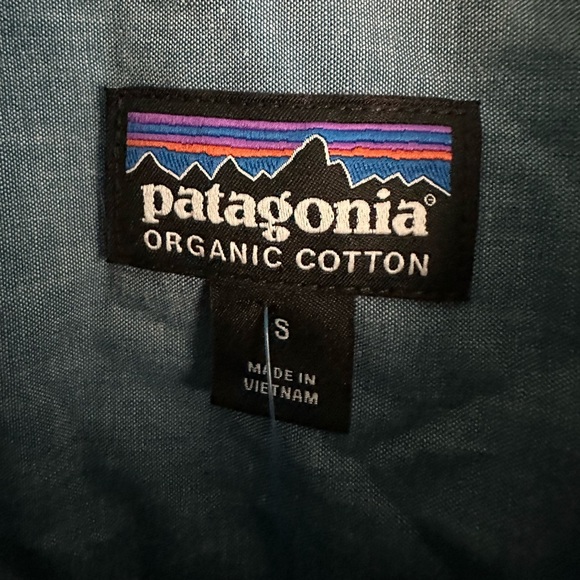 patagonia®
ORGANIC COTTON
S
MADE IN
VIETNAM